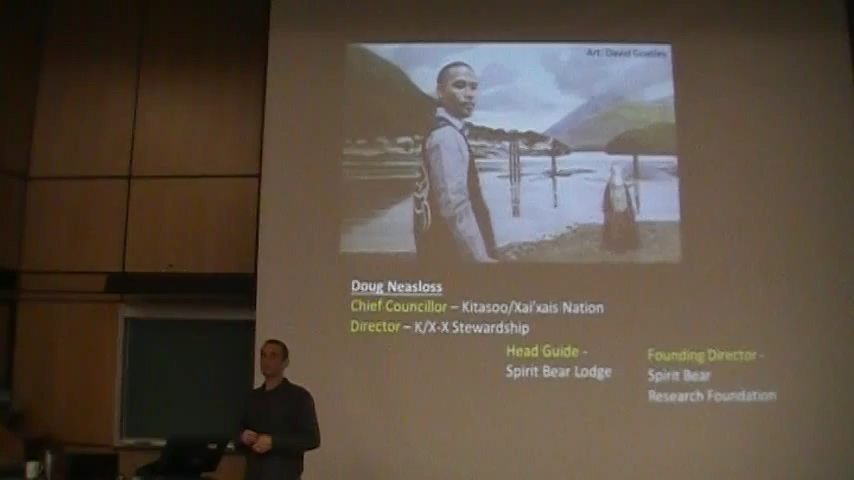 Art: David Goatley
Doug Neasloss
Chief Councillor – Kitasoo/Xai'xais Nation
Director – K/X-X Stewardship
Head Guide -
Spirit Bear Lodge
Founding Director -
Spirit Bear
Research Foundation